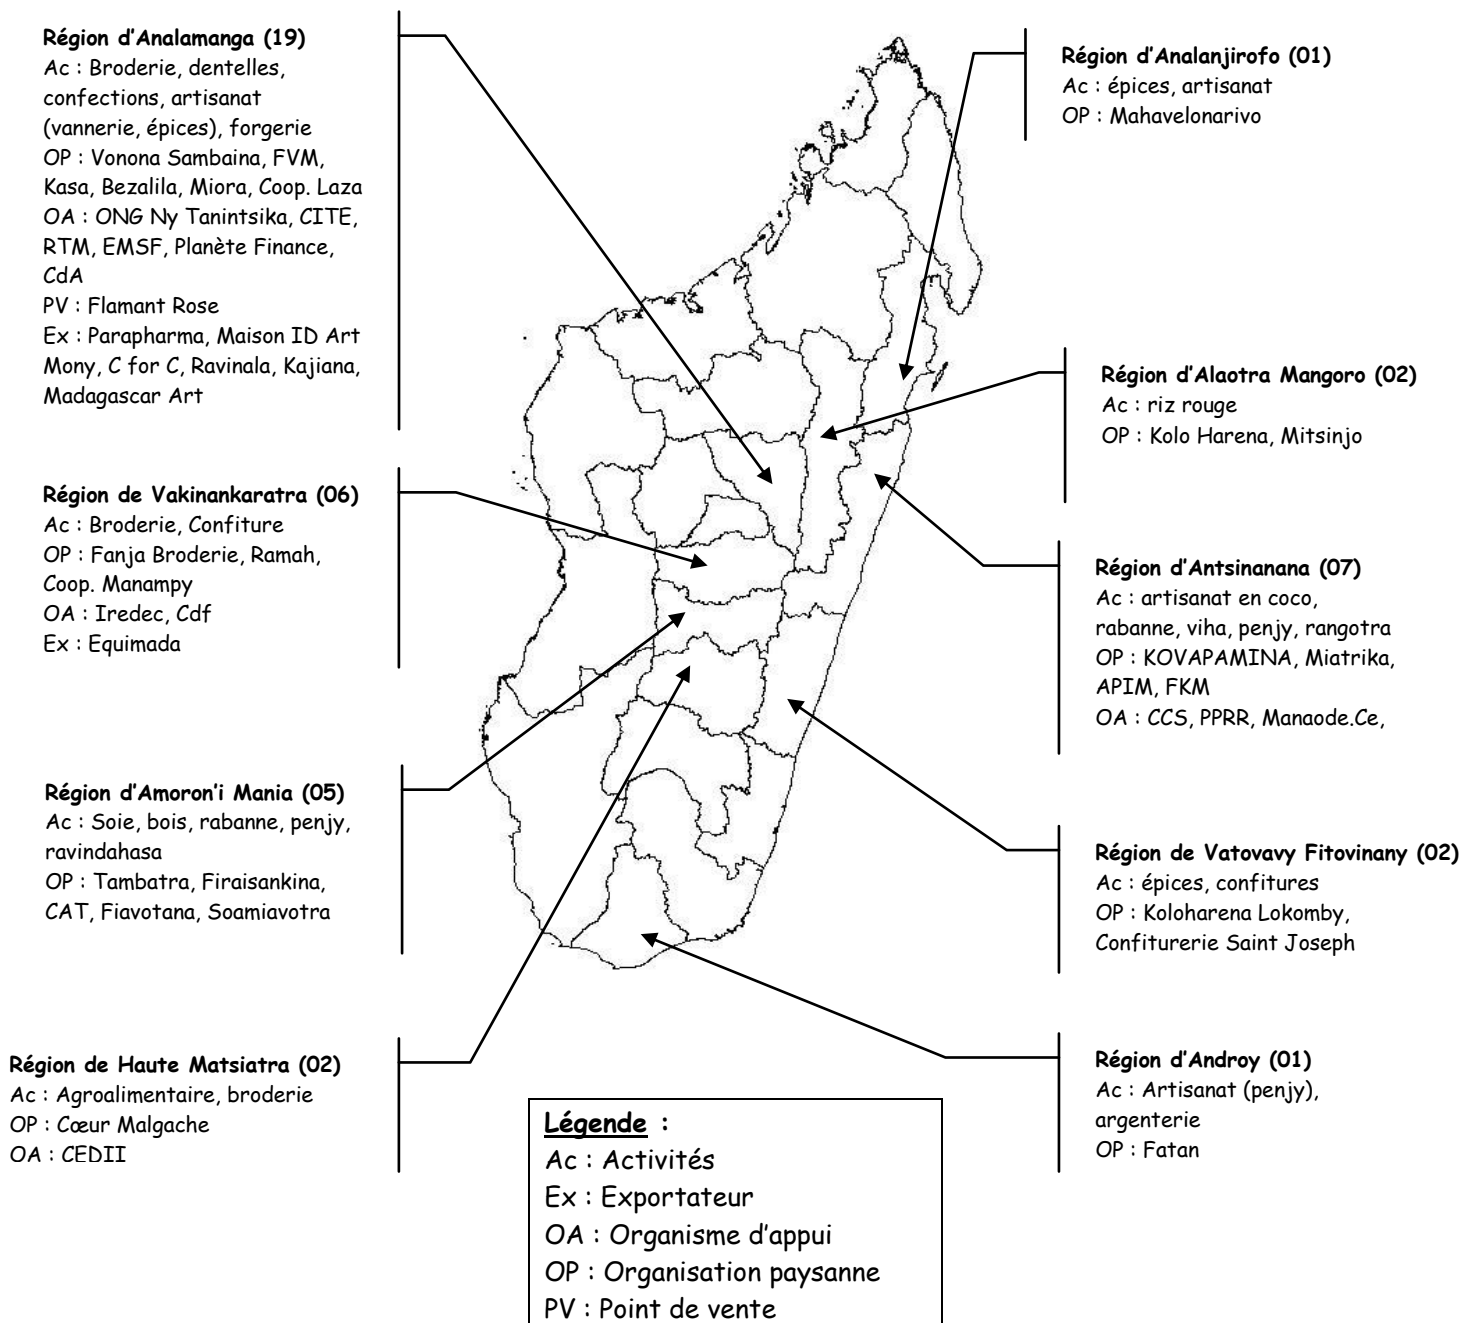 Région d'Analamanga (19)
Ac : Broderie, dentelles,
confections, artisanat
(vannerie, épices), forgerie
OP : Vonona Sambaina, FVM,
Kasa, Bezalila, Miora, Coop. Laza
OA : ONG Ny Tanintsika, CITE,
RTM, EMSF, Planète Finance,
CdA
PV : Flamant Rose
Ex : Parapharma, Maison ID Art
Mony, C for C, Ravinala, Kajiana,
Madagascar Art
Région de Vakinankaratra (06)
Ac : Broderie, Confiture
OP : Fanja Broderie, Ramah,
Coop. Manampy
OA : Iredec, Cdf
Ex : Equimada
Région d'Amoron'i Mania (05)
Ac : Soie, bois, rabanne, penjy,
ravindahasa
OP : Tambatra, Firaisankina,
CAT, Fiavotana, Soamiavotra
Région de Haute Matsiatra (02)
Ac : Agroalimentaire, broderie
OP : Cœur Malgache
OA : CEDII
Région d'Analanjirofo (01)
Ac : épices, artisanat
OP : Mahavelonarivo
Région d'Alaotra Mangoro (02)
Ac : riz rouge
OP : Kolo Harena, Mitsinjo
Région d'Antsinanana (07)
Ac : artisanat en coco,
rabanne, viha, penjy, rangotra
OP : KOVAPAMINA, Miatrika,
APIM, FKM
OA : CCS, PPRR, Manaode.Ce,
Région de Vatovavy Fitovinany (02)
Ac : épices, confitures
OP : Koloharena Lokomby,
Confiturerie Saint Joseph
Région d'Androy (01)
Ac : Artisanat (penjy),
argenterie
OP : Fatan
Légende :
Ac : Activités
Ex : Exportateur
OA : Organisme d'appui
OP : Organisation paysanne
PV : Point de vente